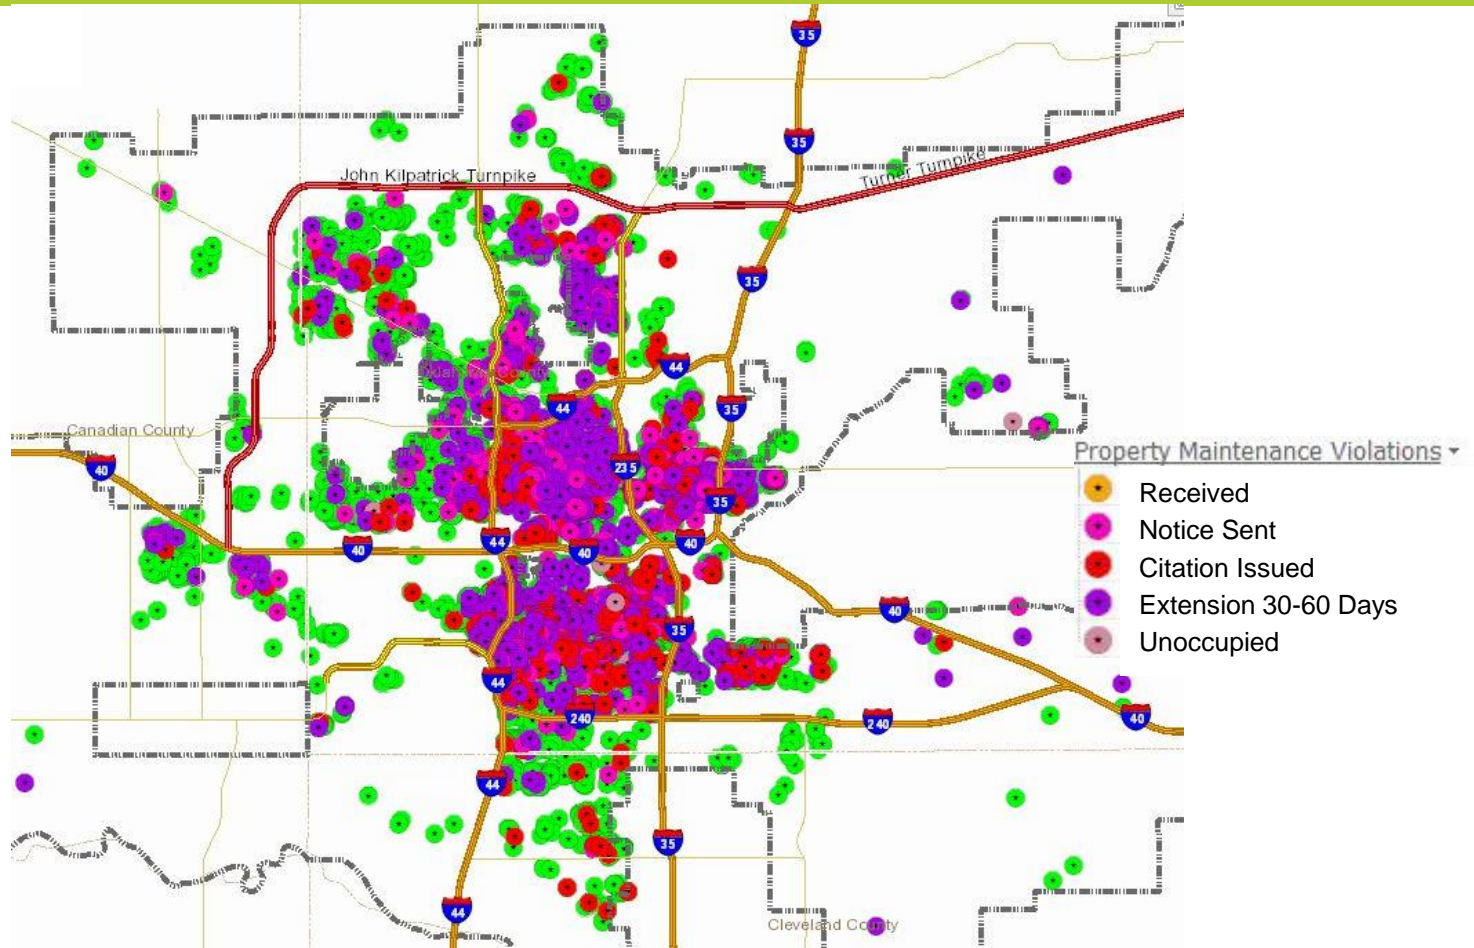 35
35
John Kilpatrick Turnpike
Turner Turnpike
35
44
Oklahoma County
44
35
Canadian County
40
235
Property Maintenance Violations
Received
35
Notice Sent
44
40
40
40
Citation Issued
40
Extension 30-60 Days
35
Unoccupied
44
240
240
40
44
35
44
Cleveland County